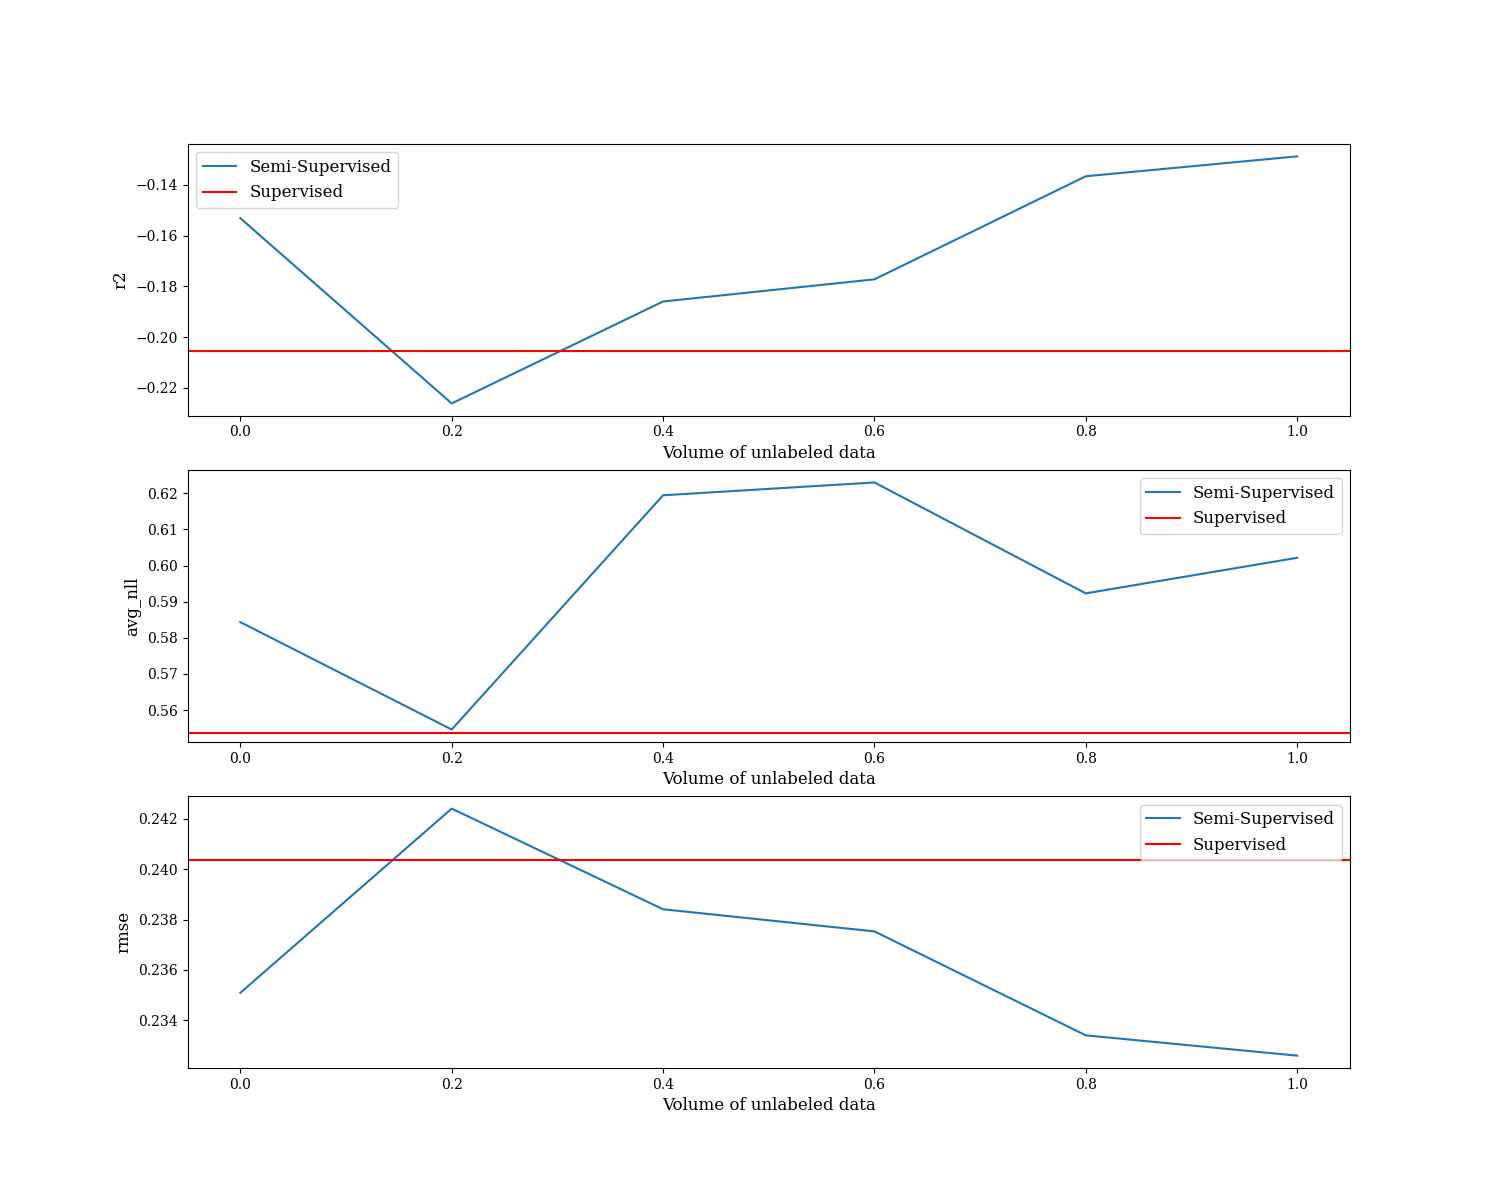 Semi-Supervised
Supervised
−0.14
−0.16
−0.18
−0.20
−0.22
r2
0.0 0.2 0.4 0.6 0.8 1.0
Volume of unlabeled data
Semi-Supervised
Supervised
0.62
0.61
0.60
0.59
0.58
0.57
0.56
avg_nll
0.0 0.2 0.4 0.6 0.8 1.0
Volume of unlabeled data
Semi-Supervised
Supervised
0.242
0.240
0.238
0.236
0.234
rmse
0.0 0.2 0.4 0.6 0.8 1.0
Volume of unlabeled data